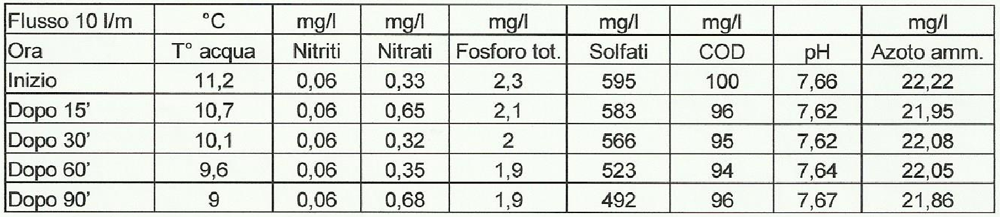 Flusso 10 l/m °C mg/l mg/l mg/l mg/l mg/l mg/l
Ora T° acqua Nitriti Nitrati Fosforo tot. Solfati COD pH Azoto amm.
Inizio 11,2 0,06 0,33 2,3 595 100 7,66 22,22
Dopo 15' 10,7 0,06 0,65 2,1 583 96 7,62 21,95
Dopo 30' 10,1 0,06 0,32 2 566 95 7,62 22,08
Dopo 60' 9,6 0,06 0,35 1,9 523 94 7,64 22,05
Dopo 90' 9 0,06 0,68 1,9 492 96 7,67 21,86